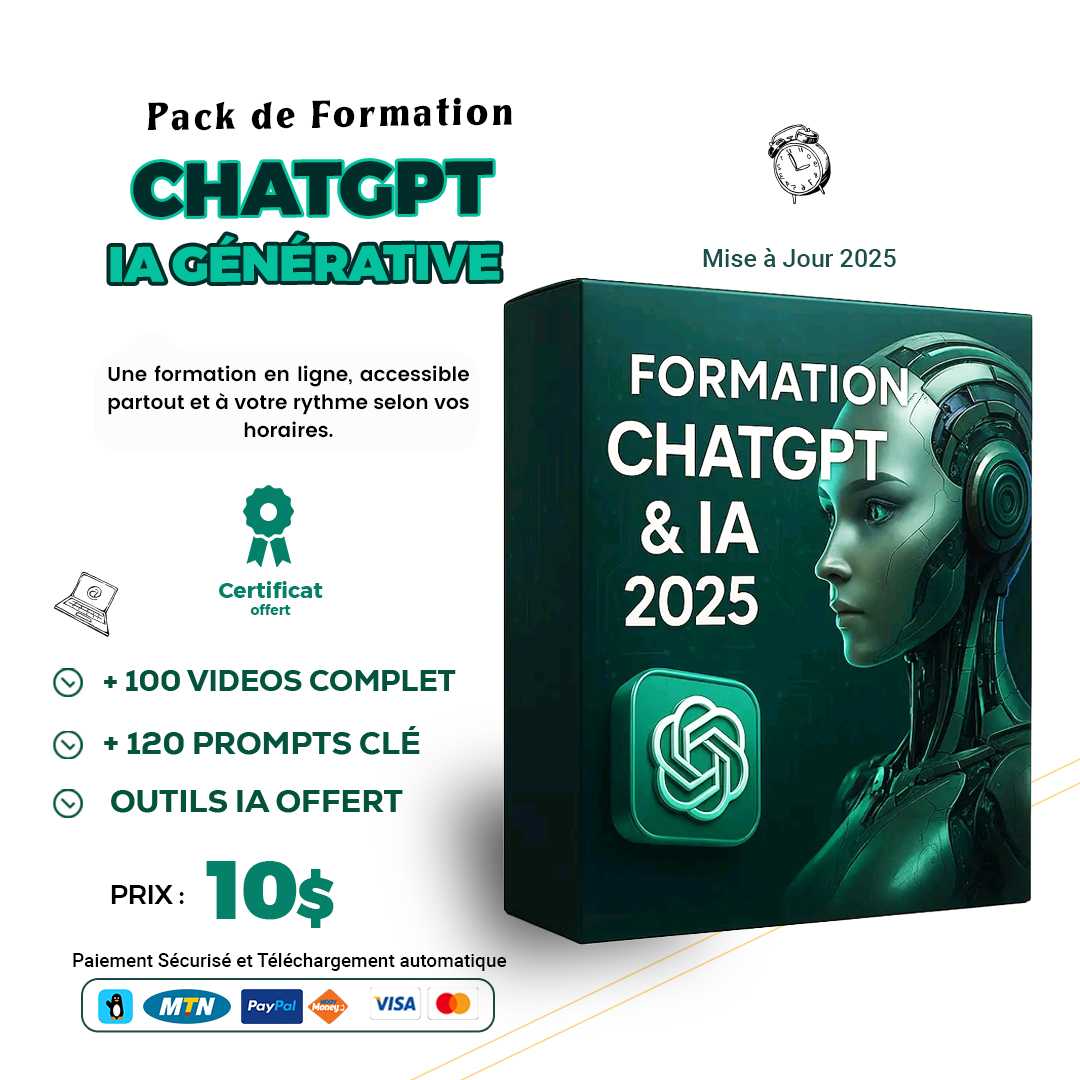 Pack de Formation
CHATGPT
IA GÉNÉRATIVE
Mise à Jour 2025
Une formation en ligne, accessible
partout et à votre rythme selon vos
horaires.
FORMATION
CHATGPT
& IA
2025
Certificat
offert
@
+ 100 VIDEOS COMPLET
+ 120 PROMPTS CLÉ
OUTILS IA OFFERT
PRIX : 10$
Paiement Sécurisé et Téléchargement automatique
MTN PayPal Money VISA